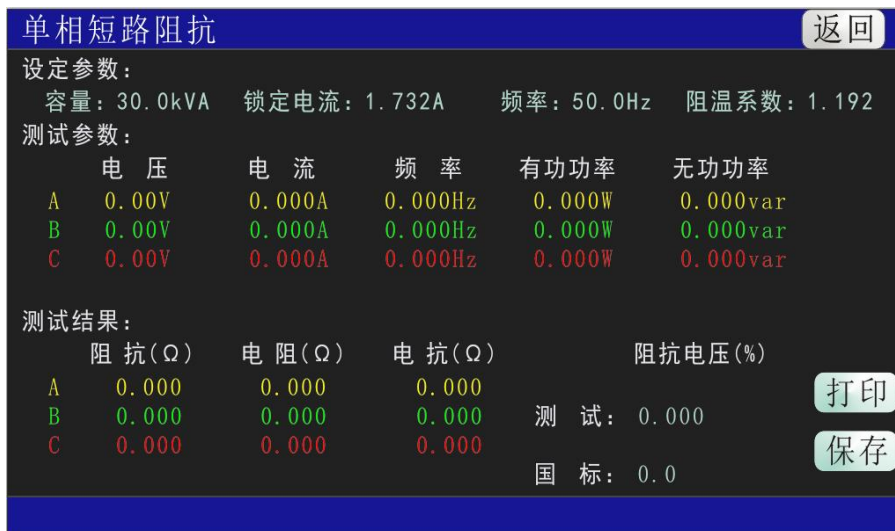 单相短路阻抗 返回
设定参数:
容量: 30.0kVA 锁定电流: 1.732A 频率: 50.0Hz 阻温系数: 1.192
测试参数:
电 压 电 流 频 率 有功功率 无功功率
A 0.00V 0.000A 0.000Hz 0.000W 0.000var
B 0.00V 0.000A 0.000Hz 0.000W 0.000var
C 0.00V 0.000A 0.000Hz 0.000W 0.000var
测试结果:
阻 抗(Ω) 电 阻(Ω) 电 抗(Ω) 阻抗电压(%)
A 0.000 0.000 0.000 打印
B 0.000 0.000 0.000 测 试: 0.000
C 0.000 0.000 0.000 保存
国 标: 0.0